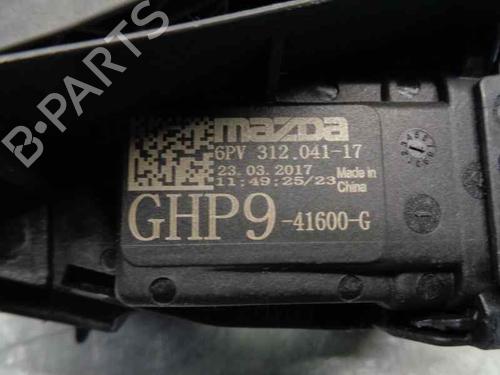 mazda
6PV 312.041-17
23.03.2017
11:49:25/23
Made in
China
GHP9-41600-G
B-PARTS